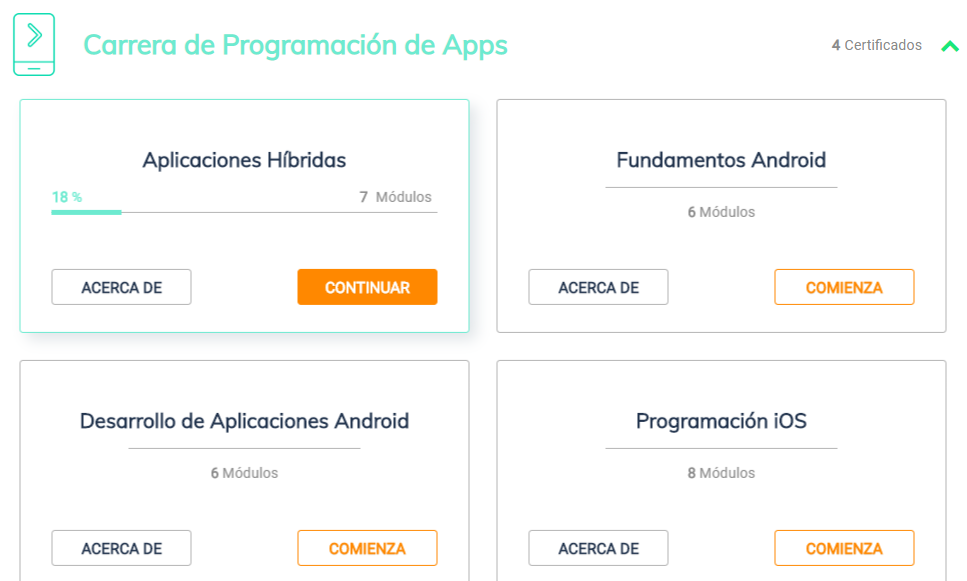 Carrera de Programación de Apps
4 Certificados
Aplicaciones Híbridas
18 %
7 Módulos
ACERCA DE
CONTINUAR
Fundamentos Android
6 Módulos
ACERCA DE
COMIENZA
Desarrollo de Aplicaciones Android
6 Módulos
ACERCA DE
COMIENZA
Programación iOS
8 Módulos
ACERCA DE
COMIENZA